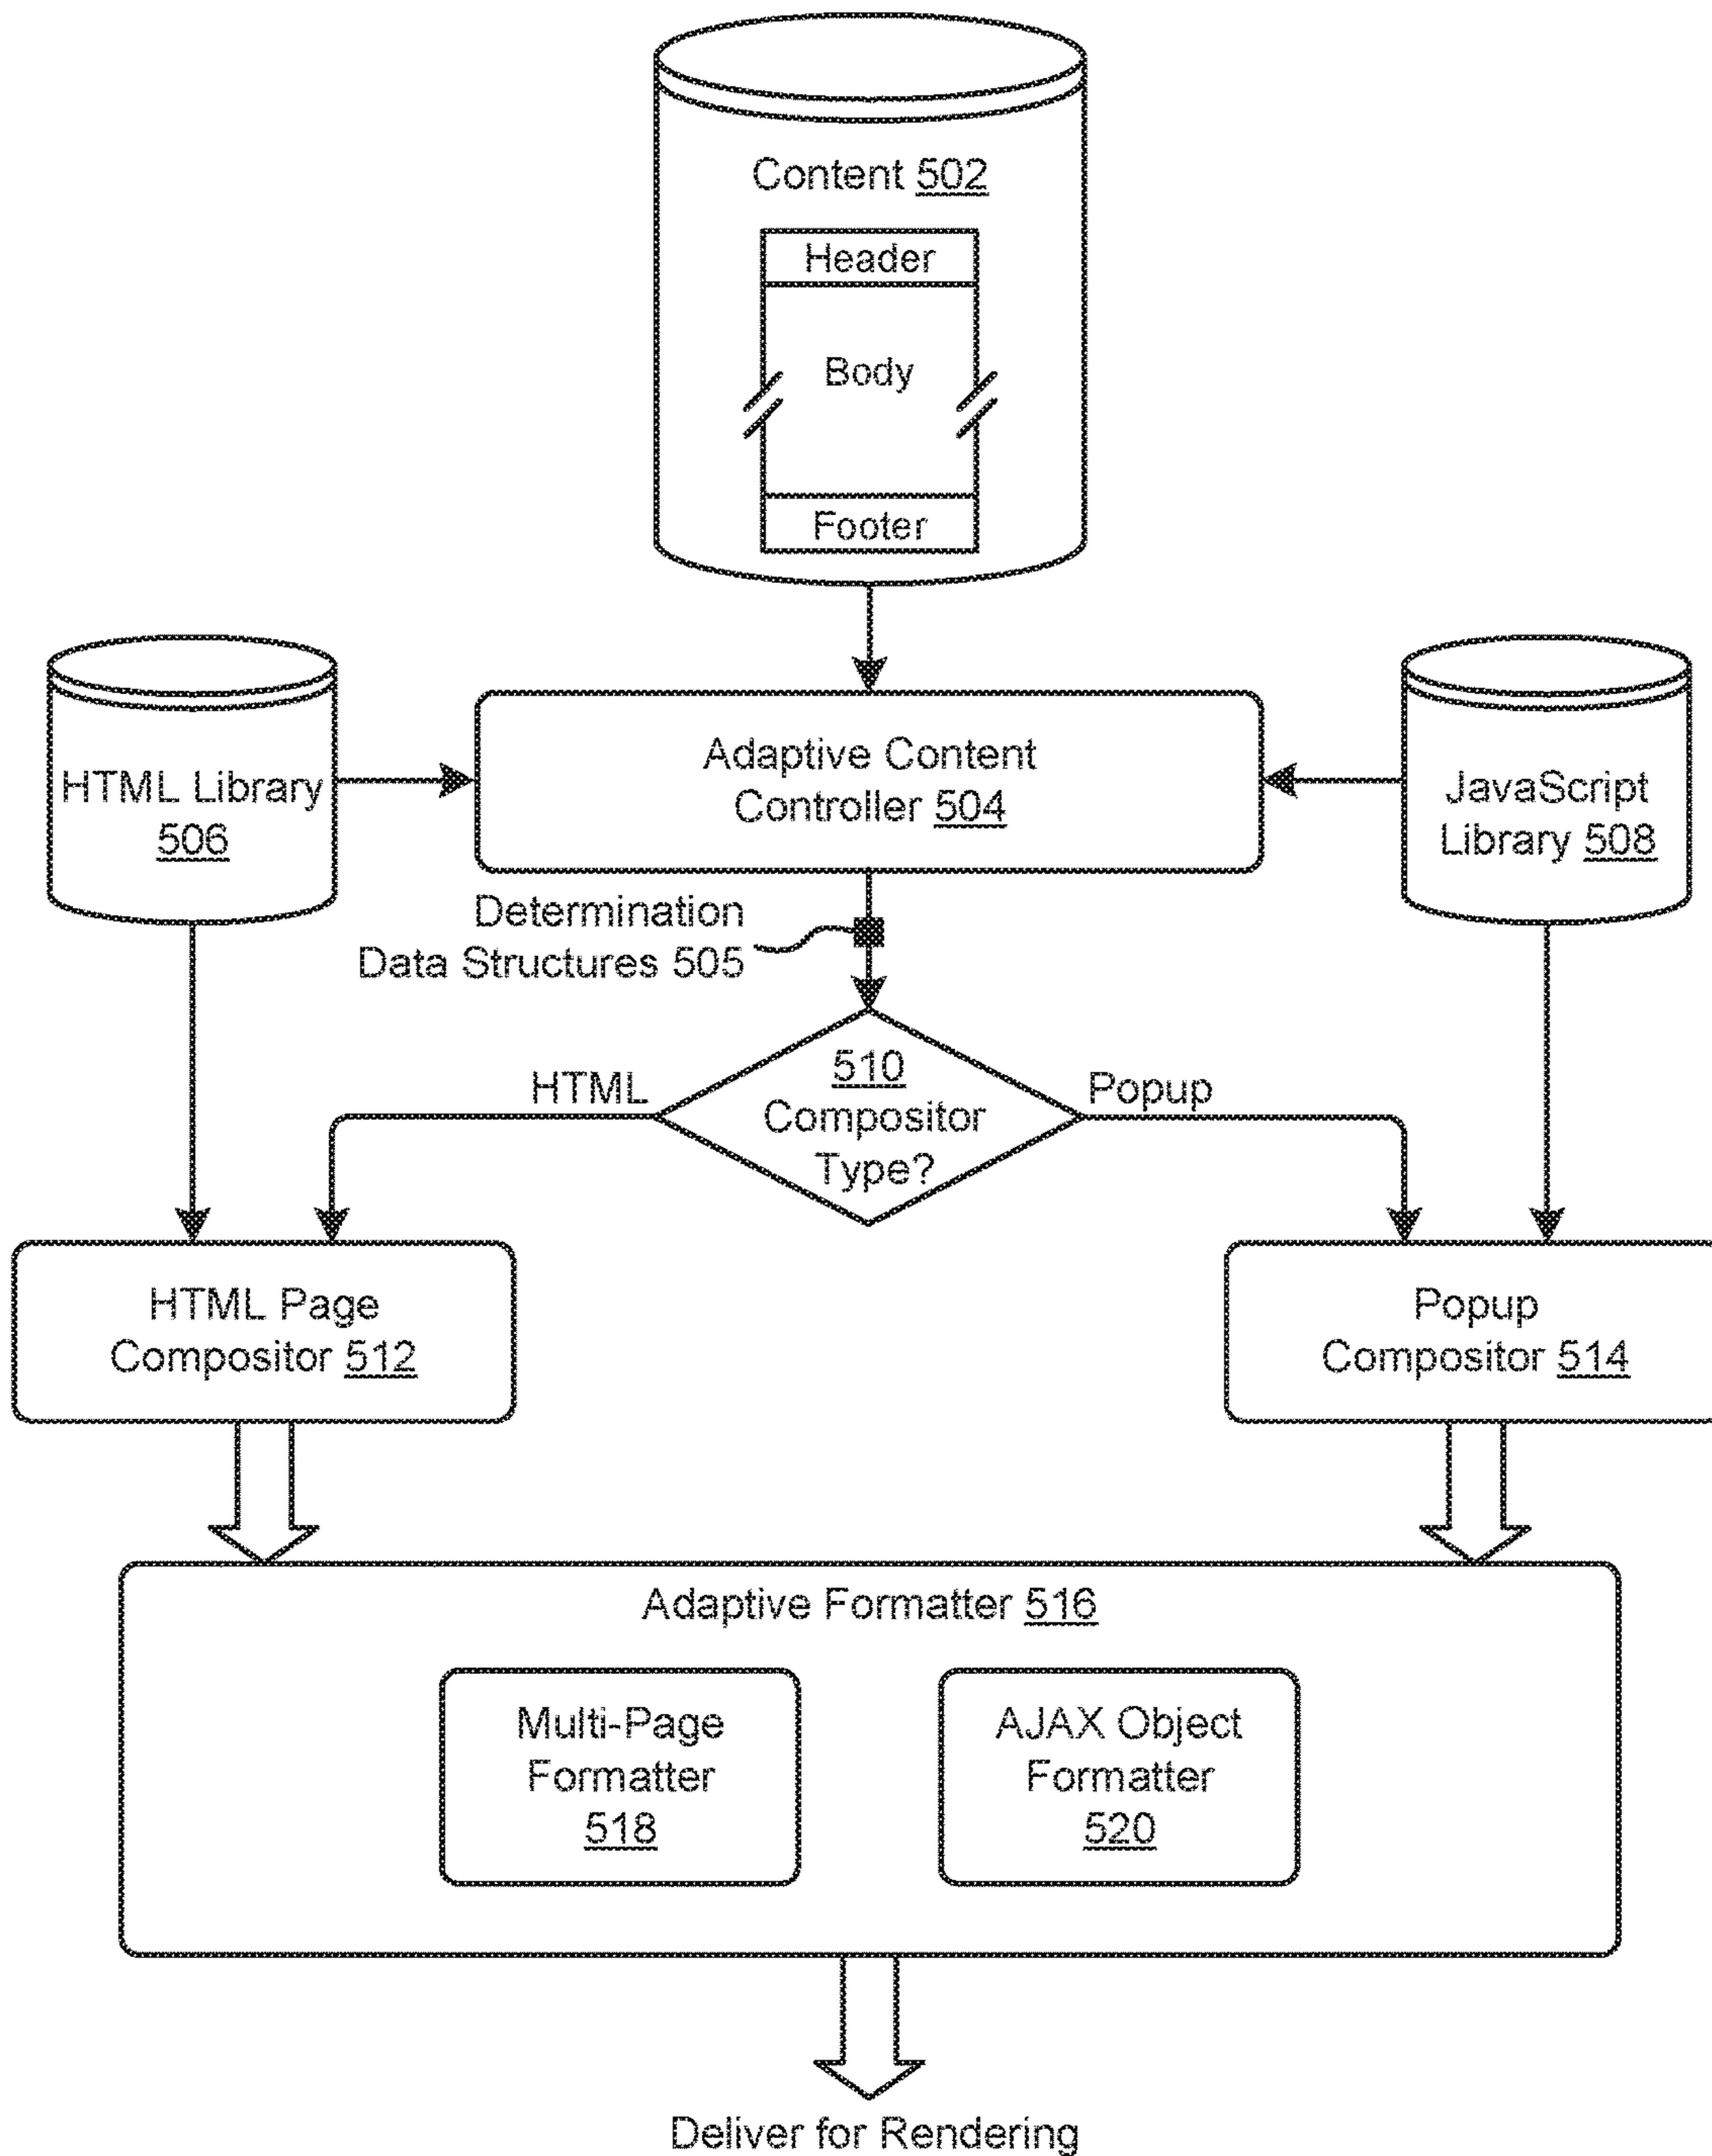 Content 502
Header
Body
Footer
HTML Library
506
Adaptive Content
Controller 504
JavaScript
Library 508
Determination
Data Structures 505
HTML
510
Compositor
Type?
Popup
HTML Page
Compositor 512
Popup
Compositor 514
Adaptive Formatter 516
Multi-Page
Formatter
518
AJAX Object
Formatter
520
Deliver for Rendering